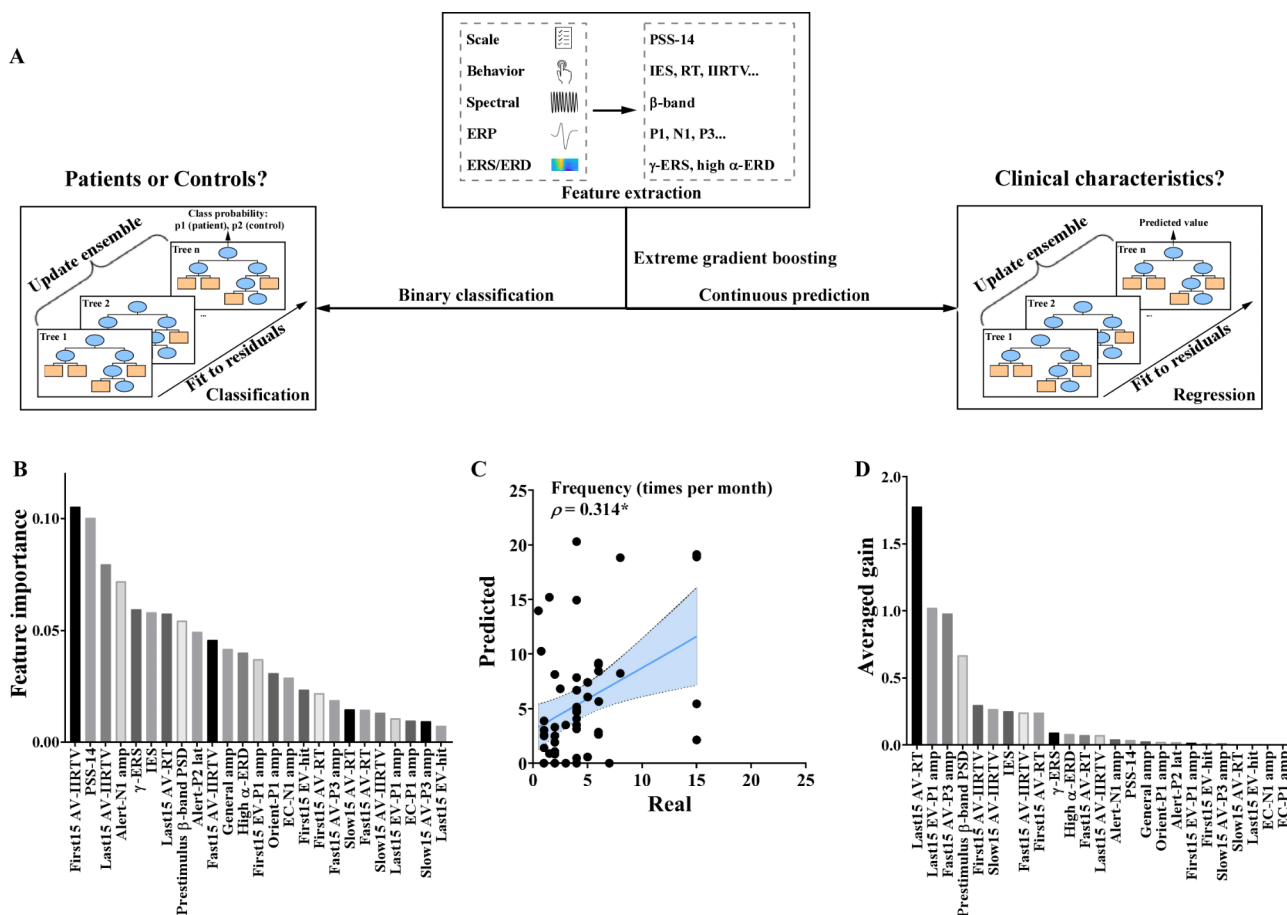 A
Scale
PSS-14
Behavior
IES, RT, IIRTV...
Spectral
β-band
ERP
P1, N1, P3...
ERS/ERD
γ-ERS, high α-ERD
Feature extraction
Patients or Controls?
Clinical characteristics?
Class probability:
p1 (patient), p2 (control)
Update ensemble
Tree n
Tree 2
...
Tree 1
Fit to residuals
Classification
Extreme gradient boosting
Binary classification
Continuous prediction
Predicted value
Update ensemble
Tree n
Tree 2
...
Tree 1
Fit to residuals
Regression
B
Feature importance
0.10
0.05
0.00
First15 AV-IIRTV
PSS-14
Last15 AV-IIRTV
Alert-N1 amp
γ-ERS
IES
Last15 AV-RT
Prestimulus β-band PSD
Alert-P2 lat
Fast15 AV-IIRTV
General amp
High α-ERD
First15 EV-P1 amp
Orient-P1 amp
EC-N1 amp
First15 EV-hit
First15 AV-RT
Fast15 AV-P3 amp
Slow15 AV-RT
Fast15 AV-RT
Slow15 AV-IIRTV
Last15 EV-P1 amp
EC-P1 amp
Slow15 AV-P3 amp
Last15 EV-hit
C
Frequency (times per month)
ρ = 0.314*
Predicted
25
20
15
10
5
0
0
5
10
15
20
Real
D
Averaged gain
2.0
1.5
1.0
0.5
0.0
Last15 AV-RT
Last15 EV-P1 amp
Fast15 AV-P3 amp
Prestimulus β-band PSD
First15 AV-IIRTV
Slow15 AV-IIRTV
IES
Fast15 AV-IIRTV
First15 AV-RT
γ-ERS
High α-ERD
Fast15 AV-RT
Last15 AV-IIRTV
Alert-N1 amp
PSS-14
General amp
Orient-P1 amp
Alert-P2 lat
First15 EV-P1 amp
First15 EV-hit
Slow15 AV-P3 amp
Slow15 AV-RT
Last15 EV-hit
EC-N1 amp
EC-P1 amp